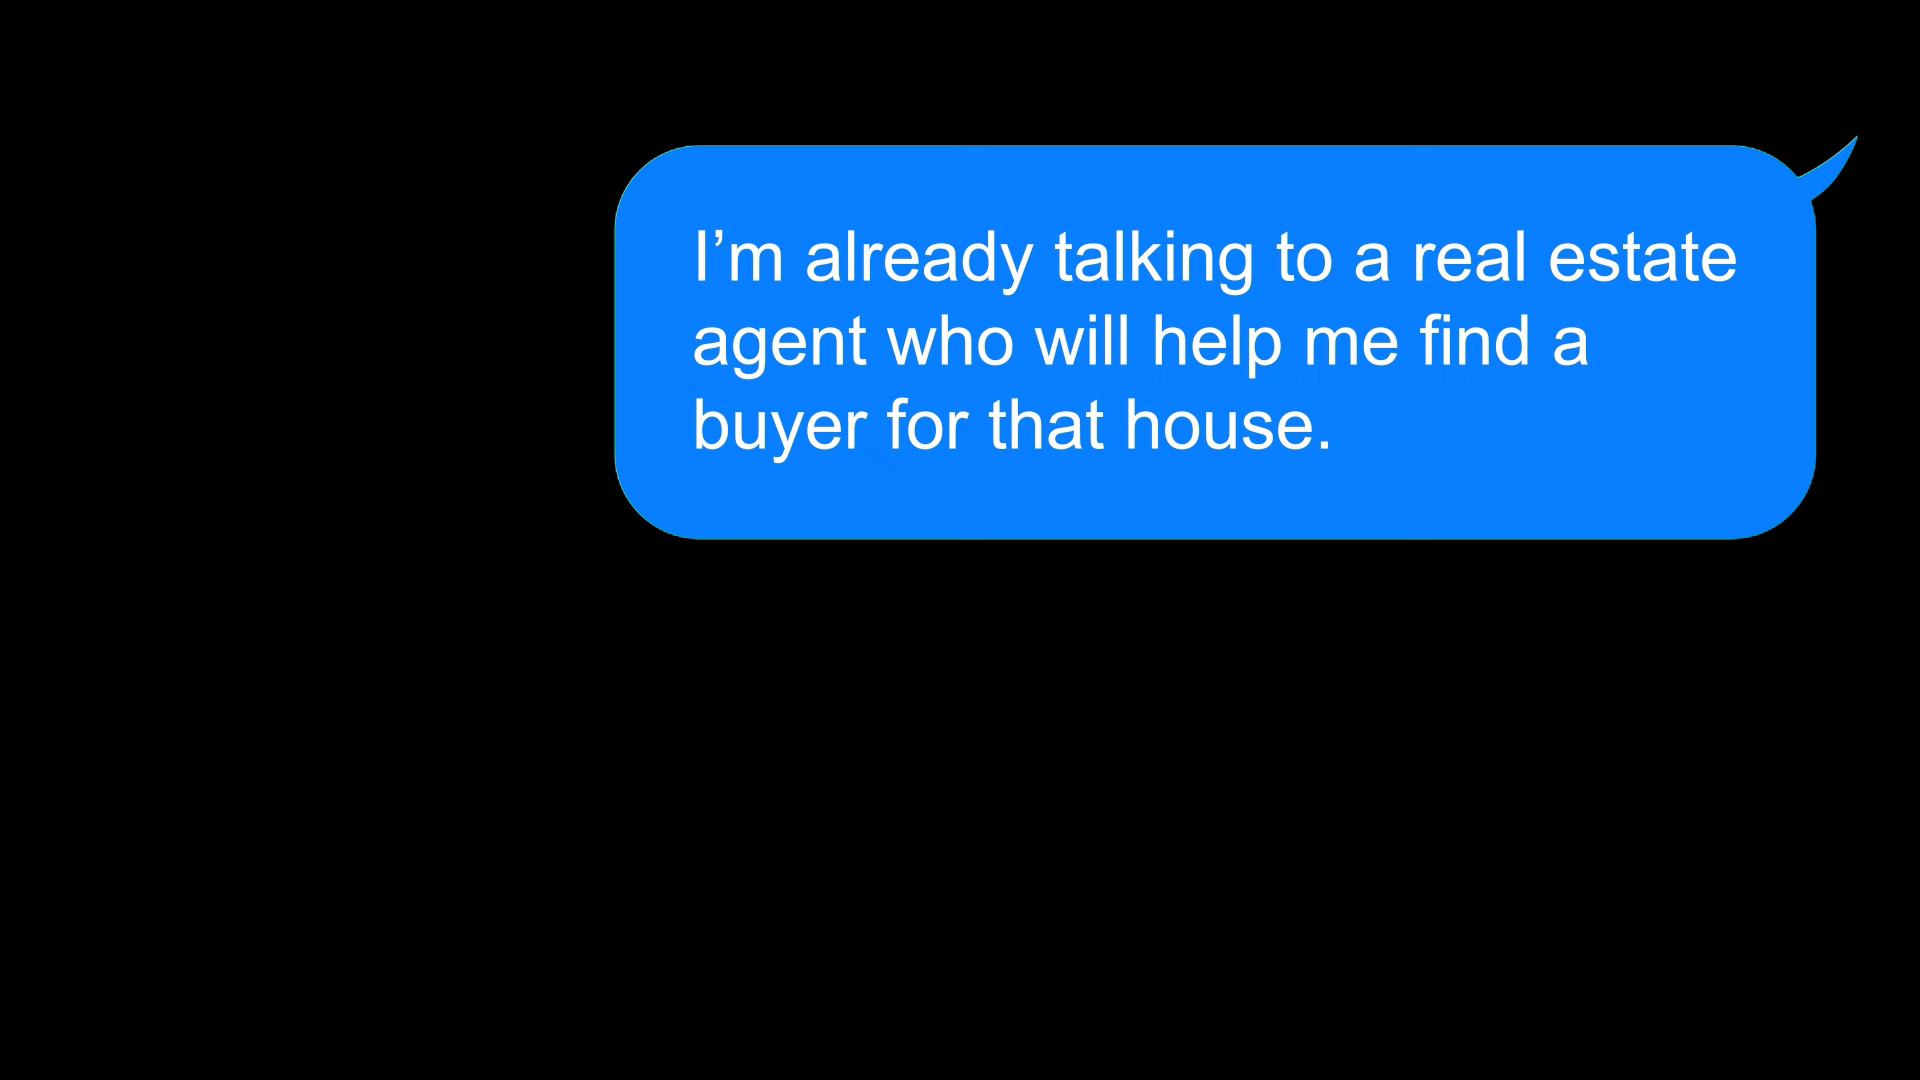 I’m already talking to a real estate
agent who will help me find a
buyer for that house.